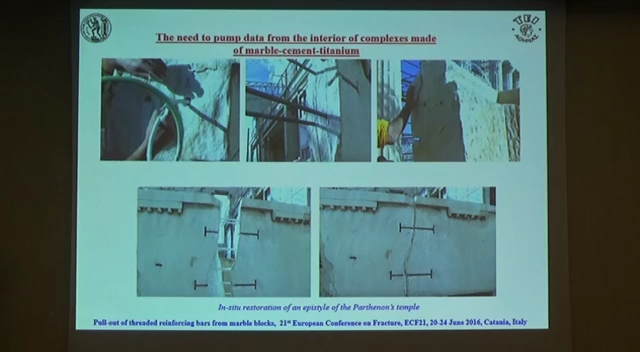 The need to pump data from the interior of complexes made
of marble-cement-titanium
In-situ restoration of an epistyle of the Parthenon's temple
Pull-out of threaded reinforcing bars from marble blocks, 21st European Conference on Fracture, ECF21, 20-24 June 2016, Catania, Italy